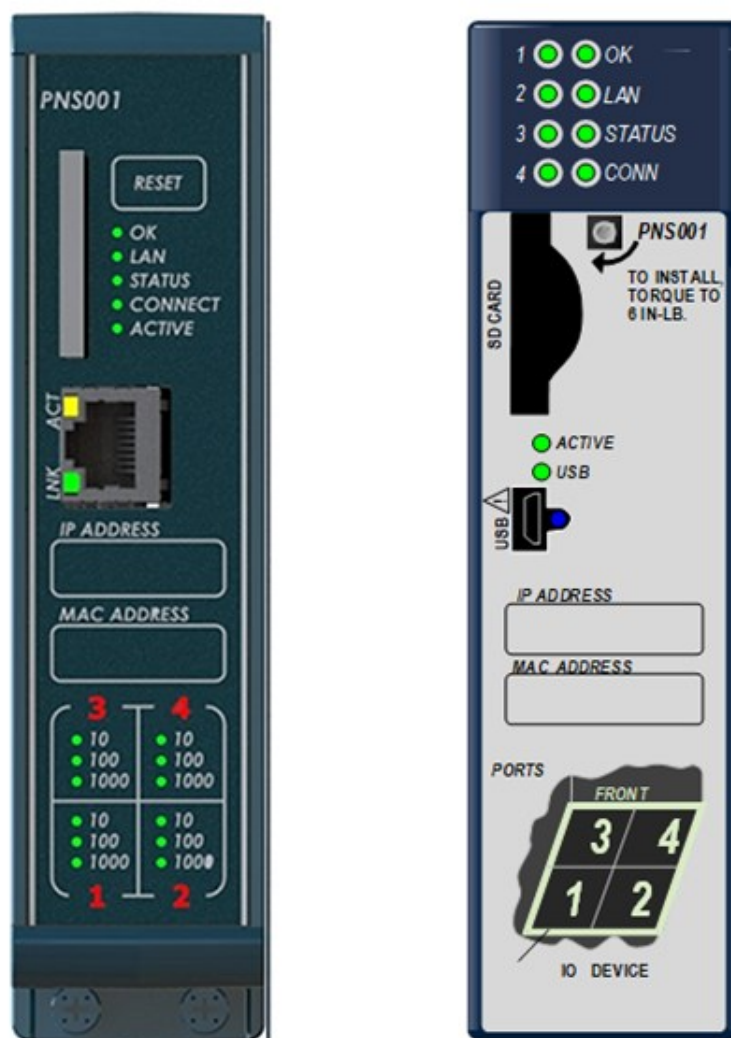 PNS001
RESET
OK
LAN
STATUS
CONNECT
ACTIVE
ACT
LNK
IP ADDRESS
MAC ADDRESS
3 4
10 10
100 100
1000 1000
10 10
100 100
1000 1000
1 2
1 OK
2 LAN
3 STATUS
4 CONN
PNS001
TO INSTALL,
TORQUE TO
6 IN-LB.
SD CARD
ACTIVE
USB
USB
IP ADDRESS
MAC ADDRESS
PORTS
FRONT
3 4
1 2
IO DEVICE